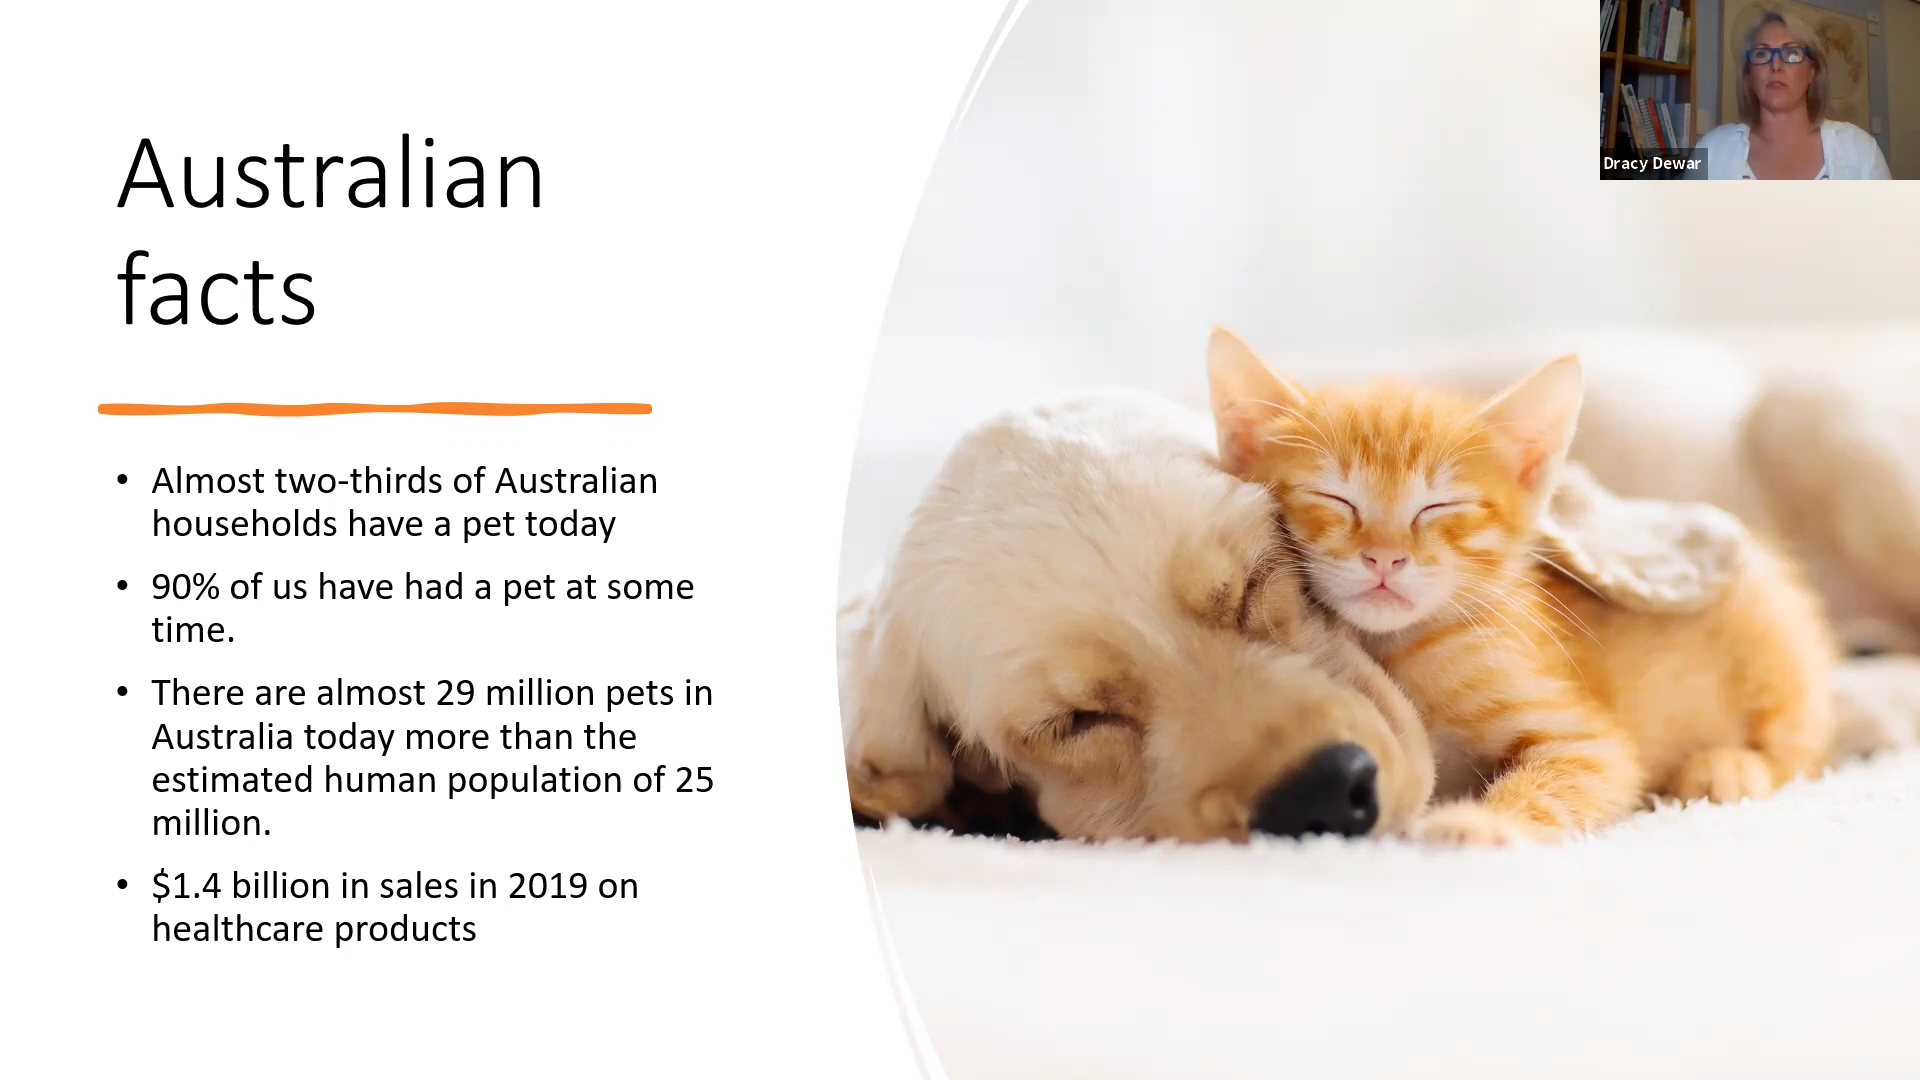 Australian
facts
• Almost two-thirds of Australian
households have a pet today
• 90% of us have had a pet at some
time.
• There are almost 29 million pets in
Australia today more than the
estimated human population of 25
million.
• $1.4 billion in sales in 2019 on
healthcare products
Dracy Dewar